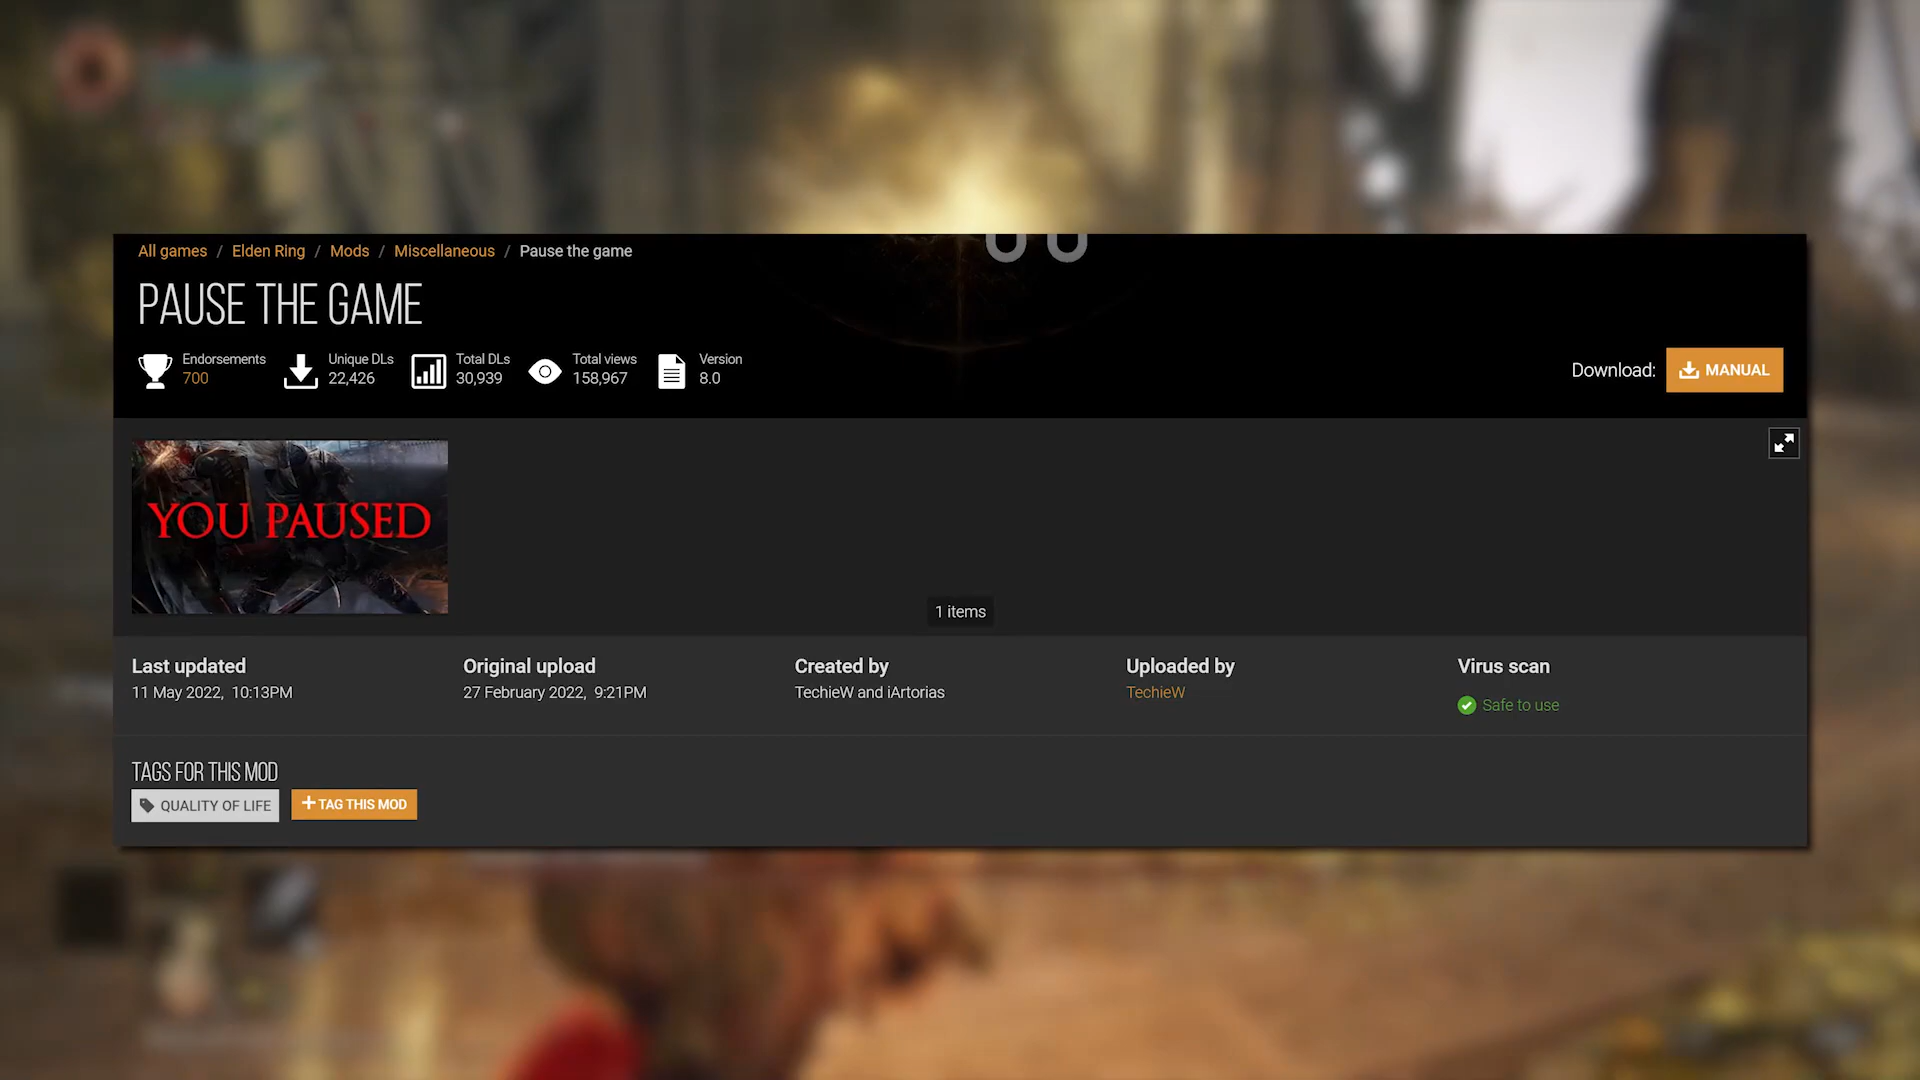 All games / Elden Ring / Mods / Miscellaneous / Pause the game
PAUSE THE GAME
Endorsements
700
Unique DLs
22,426
Total DLs
30,939
Total views
158,967
Version
8.0
Download: MANUAL
YOU PAUSED
1 items
Last updated
11 May 2022, 10:13PM
Original upload
27 February 2022, 9:21PM
Created by
TechieW and iArtorias
Uploaded by
TechieW
Virus scan
Safe to use
TAGS FOR THIS MOD
QUALITY OF LIFE
+ TAG THIS MOD